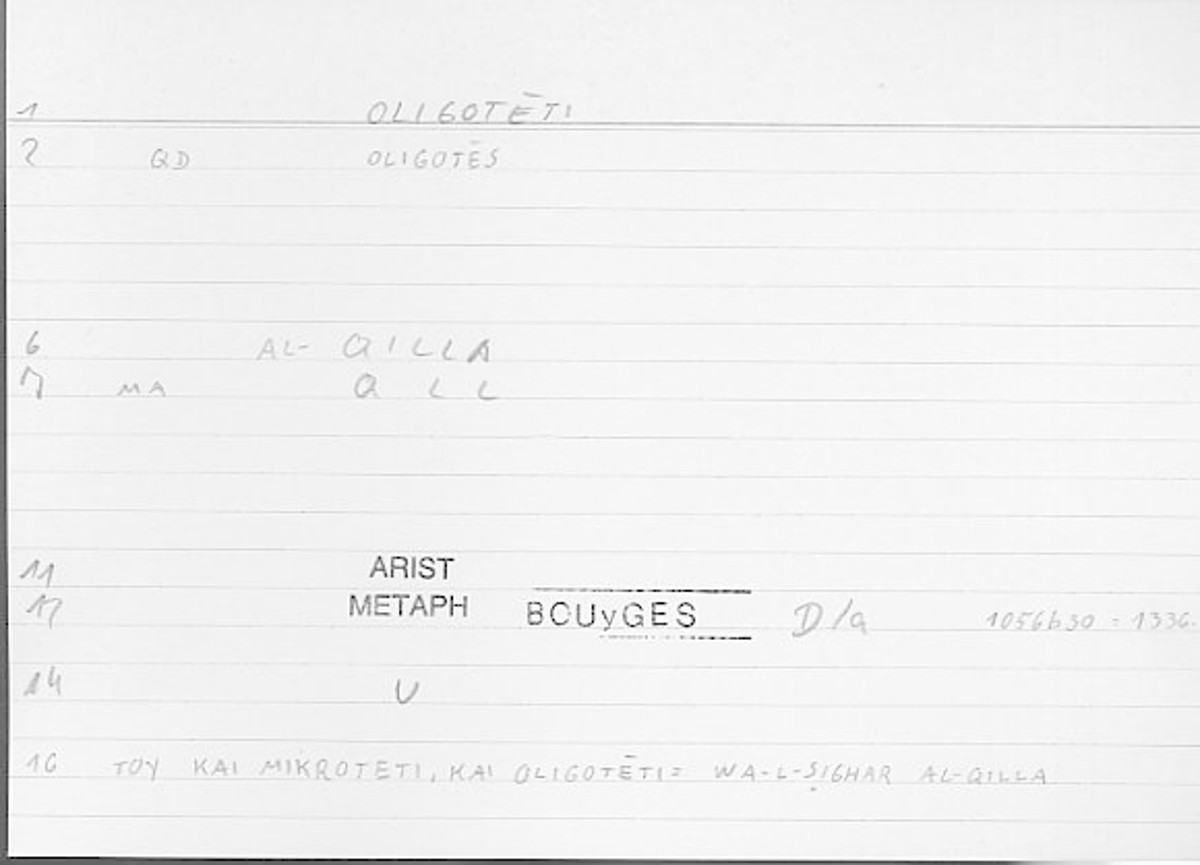 1 OLIGOTĒTI
2 QD OLIGOTĒS
6 AL- QILLA
7 MA Q L L
11 ARIST
12 METAPH BOUyGES D/a 1056b30 = 1336.
14 U
16 TOY KAI MIKROTETI, KAI OLIGOTĒTI = WA-L-ṢIGHAR AL-QILLA